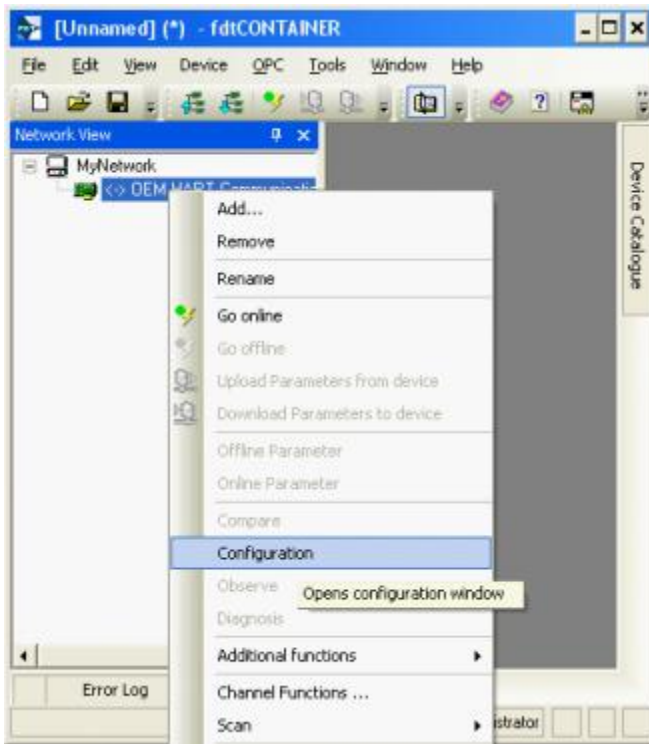 [Unnamed] (*) - fdtCONTAINER
File Edit View Device OPC Tools Window Help
Network View
MyNetwork
<-> OEM HART
Device Catalogue
Add...
Remove
Rename
Go online
Go offline
Upload Parameters from device
Download Parameters to device
Offline Parameter
Online Parameter
Compare
Configuration
Observe
Opens configuration window
Diagnosis
Additional functions
Channel Functions ...
Scan
Error Log
istrator